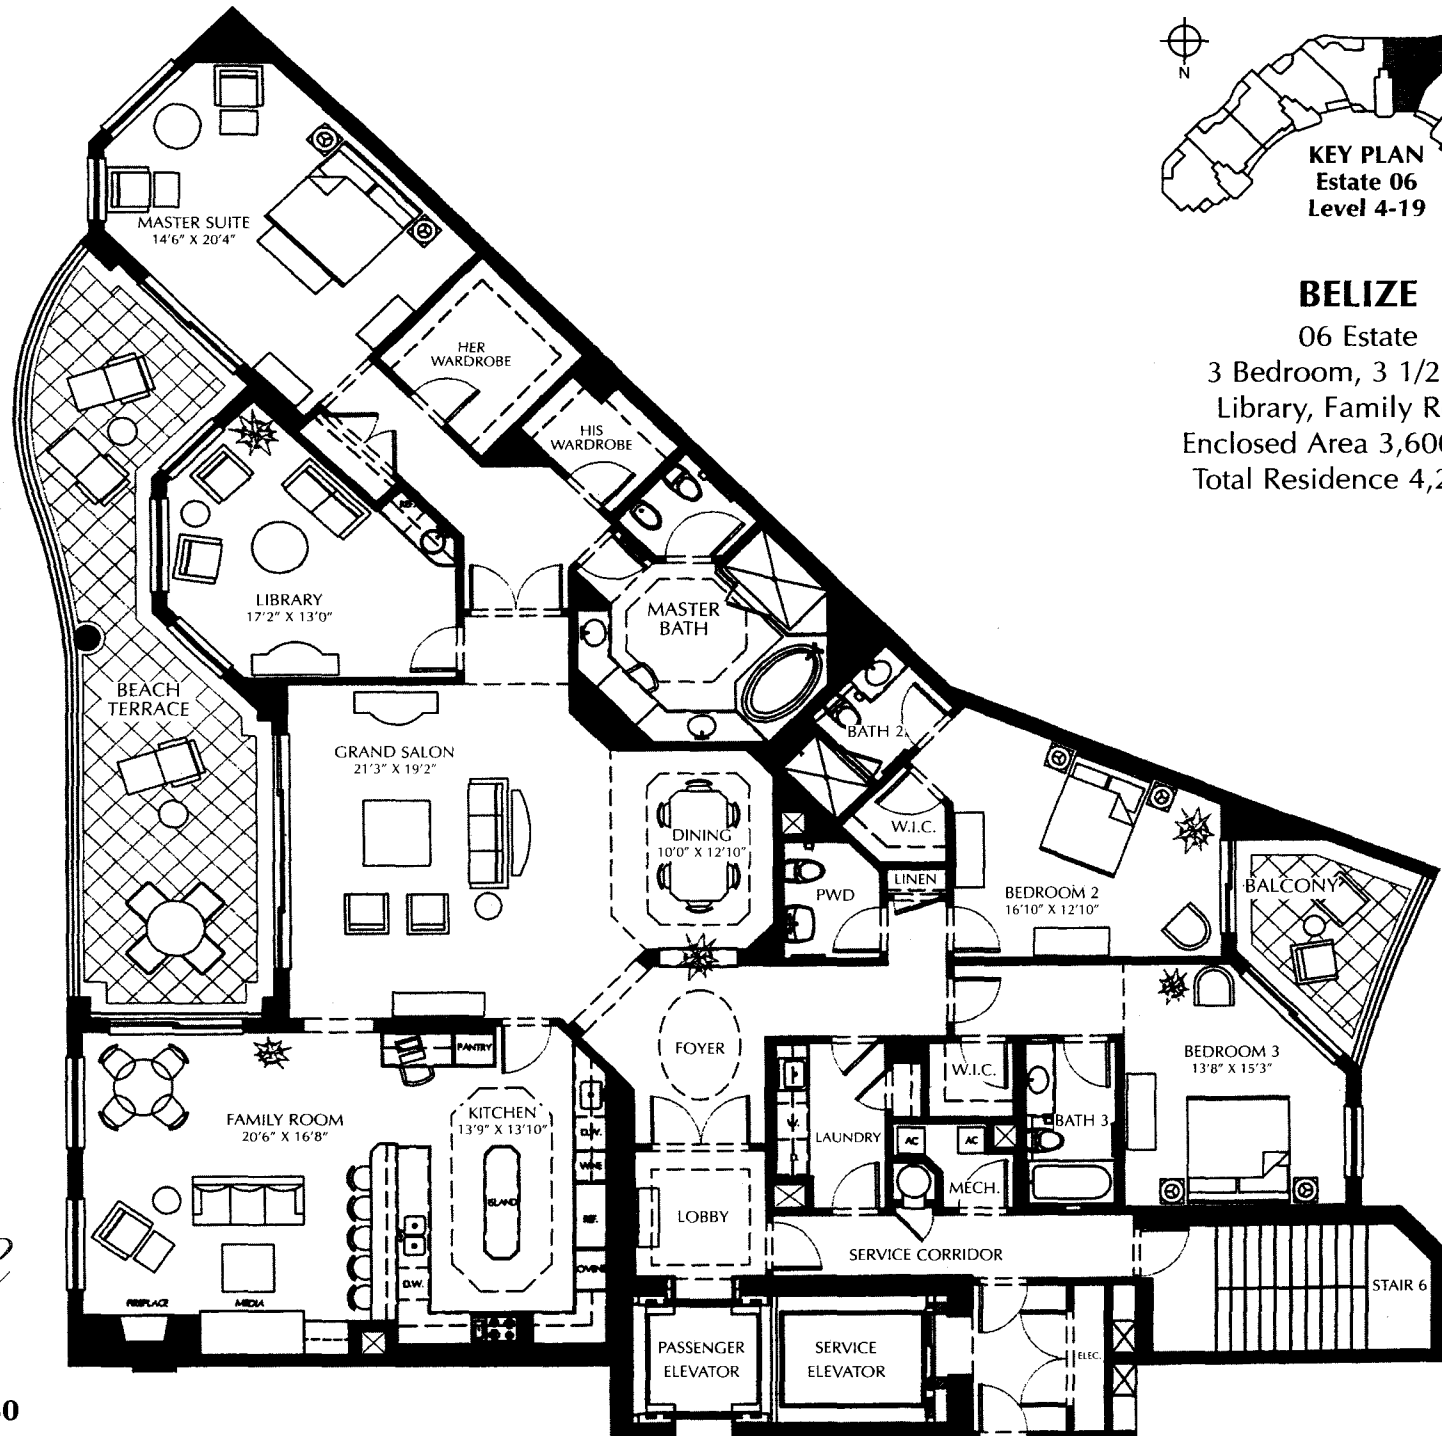 N
KEY PLAN
Estate 06
Level 4-19
BELIZE
06 Estate
3 Bedroom, 3 1/2
Library, Family R
Enclosed Area 3,600
Total Residence 4,2
MASTER SUITE
14'6" X 20'4"
HER
WARDROBE
HIS
WARDROBE
REF.
LIBRARY
17'2" X 13'0"
MASTER
BATH
BEACH
TERRACE
BATH 2
GRAND SALON
21'3" X 19'2"
DINING
10'0" X 12'10"
W.I.C.
LINEN
PWD
BEDROOM 2
16'10" X 12'10"
BALCONY
FOYER
PANTRY
BEDROOM 3
13'8" X 15'3"
W.I.C.
FAMILY ROOM
20'6" X 16'8"
KITCHEN
13'9" X 13'10"
D.W.
WINE
W.
D.
LAUNDRY
AC
AC
BATH 3
MECH.
ISLAND
REF.
LOBBY
OVENS
D.W.
SERVICE CORRIDOR
STAIR 6
FIREPLACE
MEDIA
PASSENGER
ELEVATOR
SERVICE
ELEVATOR
ELEC.
0